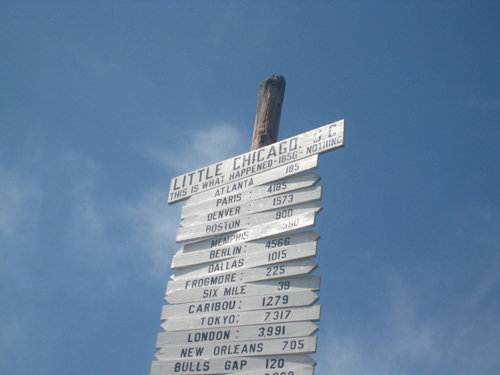 LITTLE CHICAGO, S.C.
THIS IS WHAT HAPPENED-1856-NOTHING
ATLANTA 185
PARIS: 4185
DENVER: 1573
BOSTON: 900
MEMPHIS
BERLIN: 4566
DALLAS 1015
FROGMORE: 225
SIX MILE 39
CARIBOU: 1279
TOKYO: 7317
LONDON: 3991
NEW ORLEANS 705
BULLS GAP 120